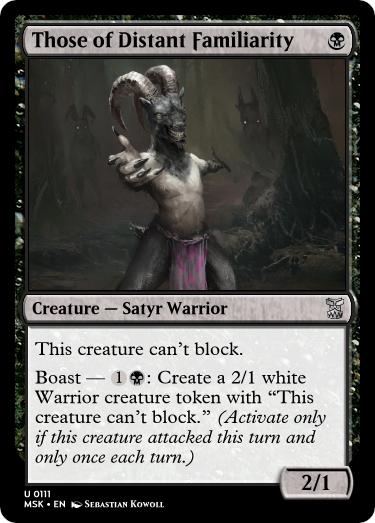 Those of Distant Familiarity
Creature — Satyr Warrior
This creature can't block.
Boast — 1 : Create a 2/1 white
Warrior creature token with “This
creature can't block.” (Activate only
if this creature attacked this turn and
only once each turn.)
2/1
U 0111
MSK • EN Sebastian Kowoll